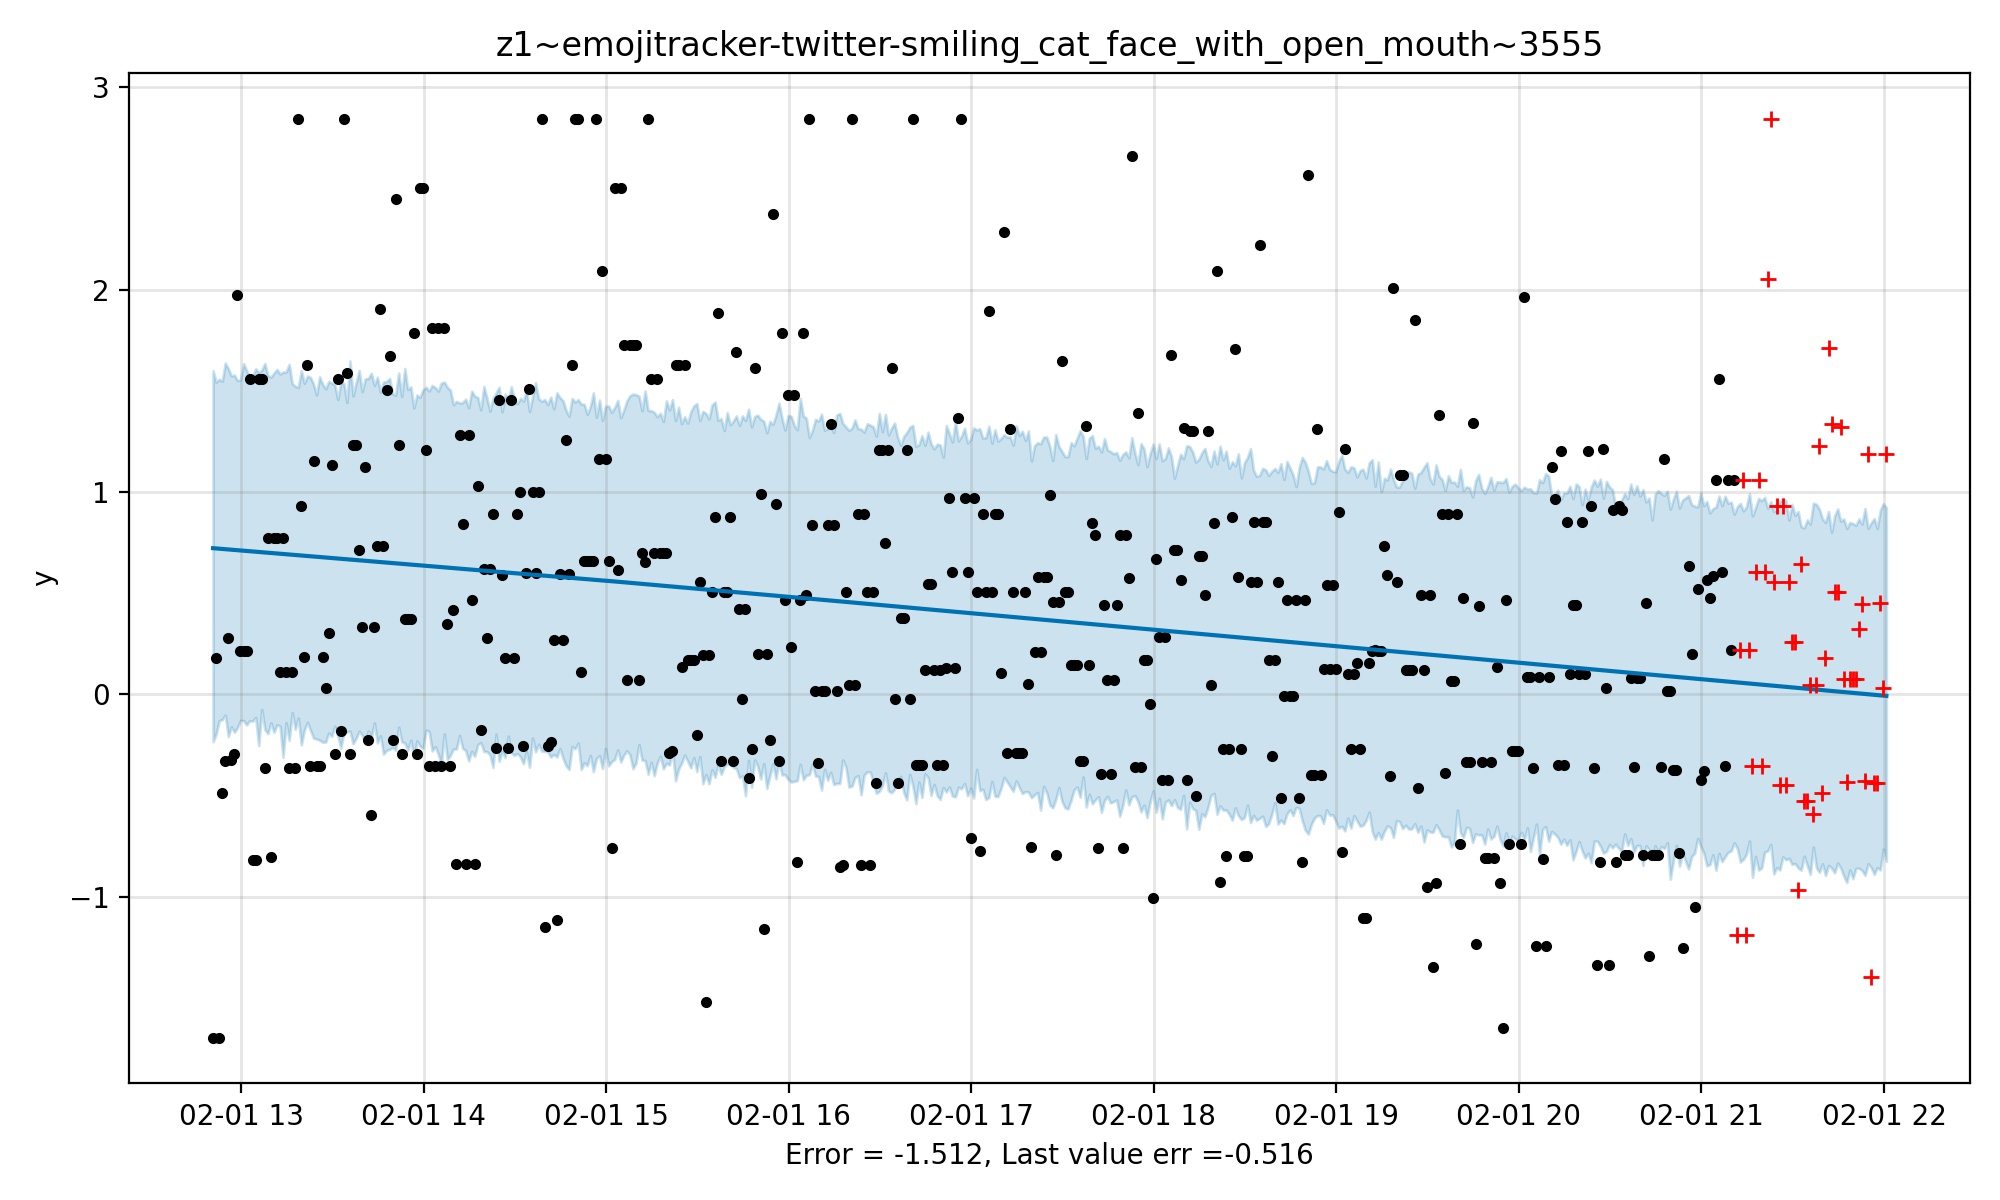 z1~emojitracker-twitter-smiling_cat_face_with_open_mouth~3555
3
2
1
0
−1
y
02-01 13 02-01 14 02-01 15 02-01 16 02-01 17 02-01 18 02-01 19 02-01 20 02-01 21 02-01 22
Error = -1.512, Last value err =-0.516